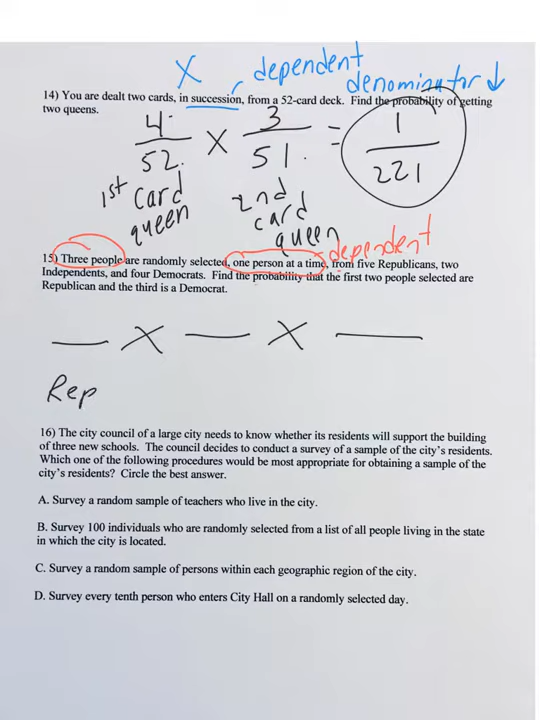 X dependent
denominator ↓
14) You are dealt two cards, in succession, from a 52-card deck. Find the probability of getting
two queens.
4/52 X 3/51 = 1/221
1st card queen
2nd card queen
dependent
15) Three people are randomly selected, one person at a time, from five Republicans, two
Independents, and four Democrats. Find the probability that the first two people selected are
Republican and the third is a Democrat.
__ X __ X __
Rep
16) The city council of a large city needs to know whether its residents will support the building
of three new schools. The council decides to conduct a survey of a sample of the city's residents.
Which one of the following procedures would be most appropriate for obtaining a sample of the
city's residents? Circle the best answer.
A. Survey a random sample of teachers who live in the city.
B. Survey 100 individuals who are randomly selected from a list of all people living in the state
in which the city is located.
C. Survey a random sample of persons within each geographic region of the city.
D. Survey every tenth person who enters City Hall on a randomly selected day.